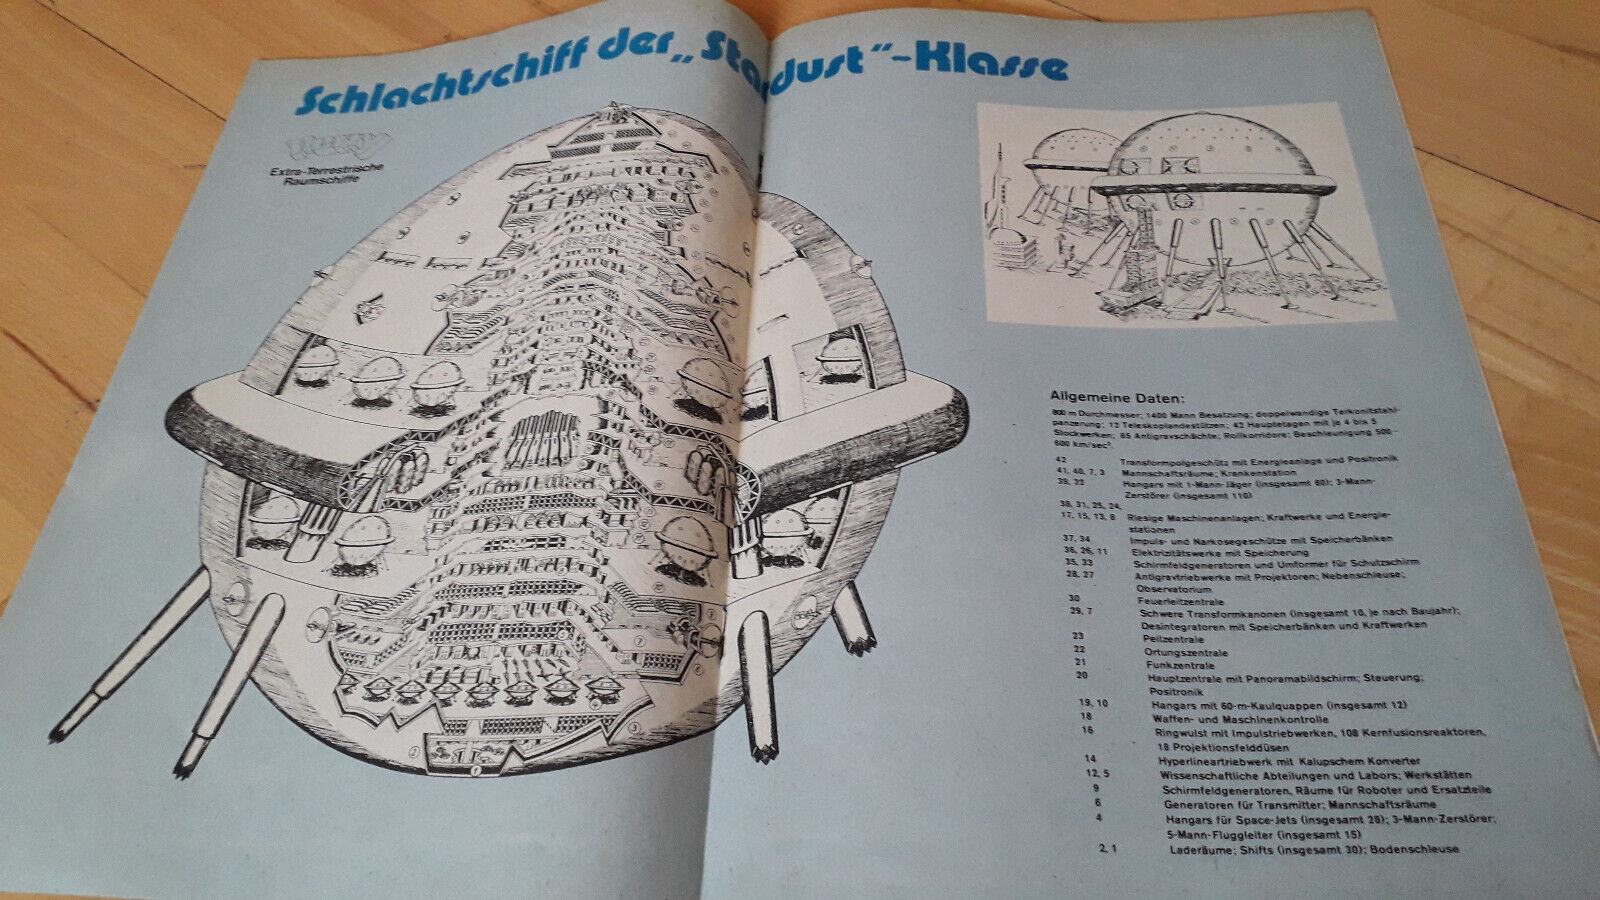 Schlachtschiff der „Stardust“-Klasse
PERRY
Extra-Terrestrische
Raumschiffe
Allgemeine Daten:
800 m Durchmesser; 1400 Mann Besatzung; doppelwandige Terkonitstahl-
panzerung; 12 Teleskoplandestützen; 42 Hauptetagen mit je 4 bis 5
Stockwerken; 65 Antigravschächte; Rollkorridore; Beschleunigung 500 -
600 km/sec².
42 Transformpolgeschütz mit Energieanlage und Positronik
41, 40, 7, 3 Mannschaftsräume; Krankenstation
39, 32 Hangars mit 1-Mann-Jäger (insgesamt 60); 3-Mann-
Zerstörer (insgesamt 110)
38, 31, 25, 24,
17, 15, 13, 8 Riesige Maschinenanlagen; Kraftwerke und Energie-
stationen
37, 34 Impuls- und Narkosegeschütze mit Speicherbänken
36, 26, 11 Elektrizitätswerke mit Speicherung
35, 33 Schirmfeldgeneratoren und Umformer für Schutzschirm
28, 27 Antigravtriebwerke mit Projektoren; Nebenschleuse;
Observatorium
30 Feuerleitzentrale
29, 7 Schwere Transformkanonen (insgesamt 10, je nach Baujahr);
Desintegratoren mit Speicherbänken und Kraftwerken
23 Peilzentrale
22 Ortungszentrale
21 Funkzentrale
20 Hauptzentrale mit Panoramabildschirm; Steuerung;
Positronik
19, 10 Hangars mit 60-m-Kaulquappen (insgesamt 12)
18 Waffen- und Maschinenkontrolle
16 Ringwulst mit Impulstriebwerken, 108 Kernfusionsreaktoren,
18 Projektionsfelddüsen
14 Hyperlineartriebwerk mit Kalupschem Konverter
12, 5 Wissenschaftliche Abteilungen und Labors; Werkstätten
9 Schirmfeldgeneratoren, Räume für Roboter und Ersatzteile
6 Generatoren für Transmitter; Mannschaftsräume
4 Hangars für Space-Jets (insgesamt 28); 3-Mann-Zerstörer;
5-Mann-Fluggleiter (insgesamt 15)
2, 1 Laderäume; Shifts (insgesamt 30); Bodenschleuse